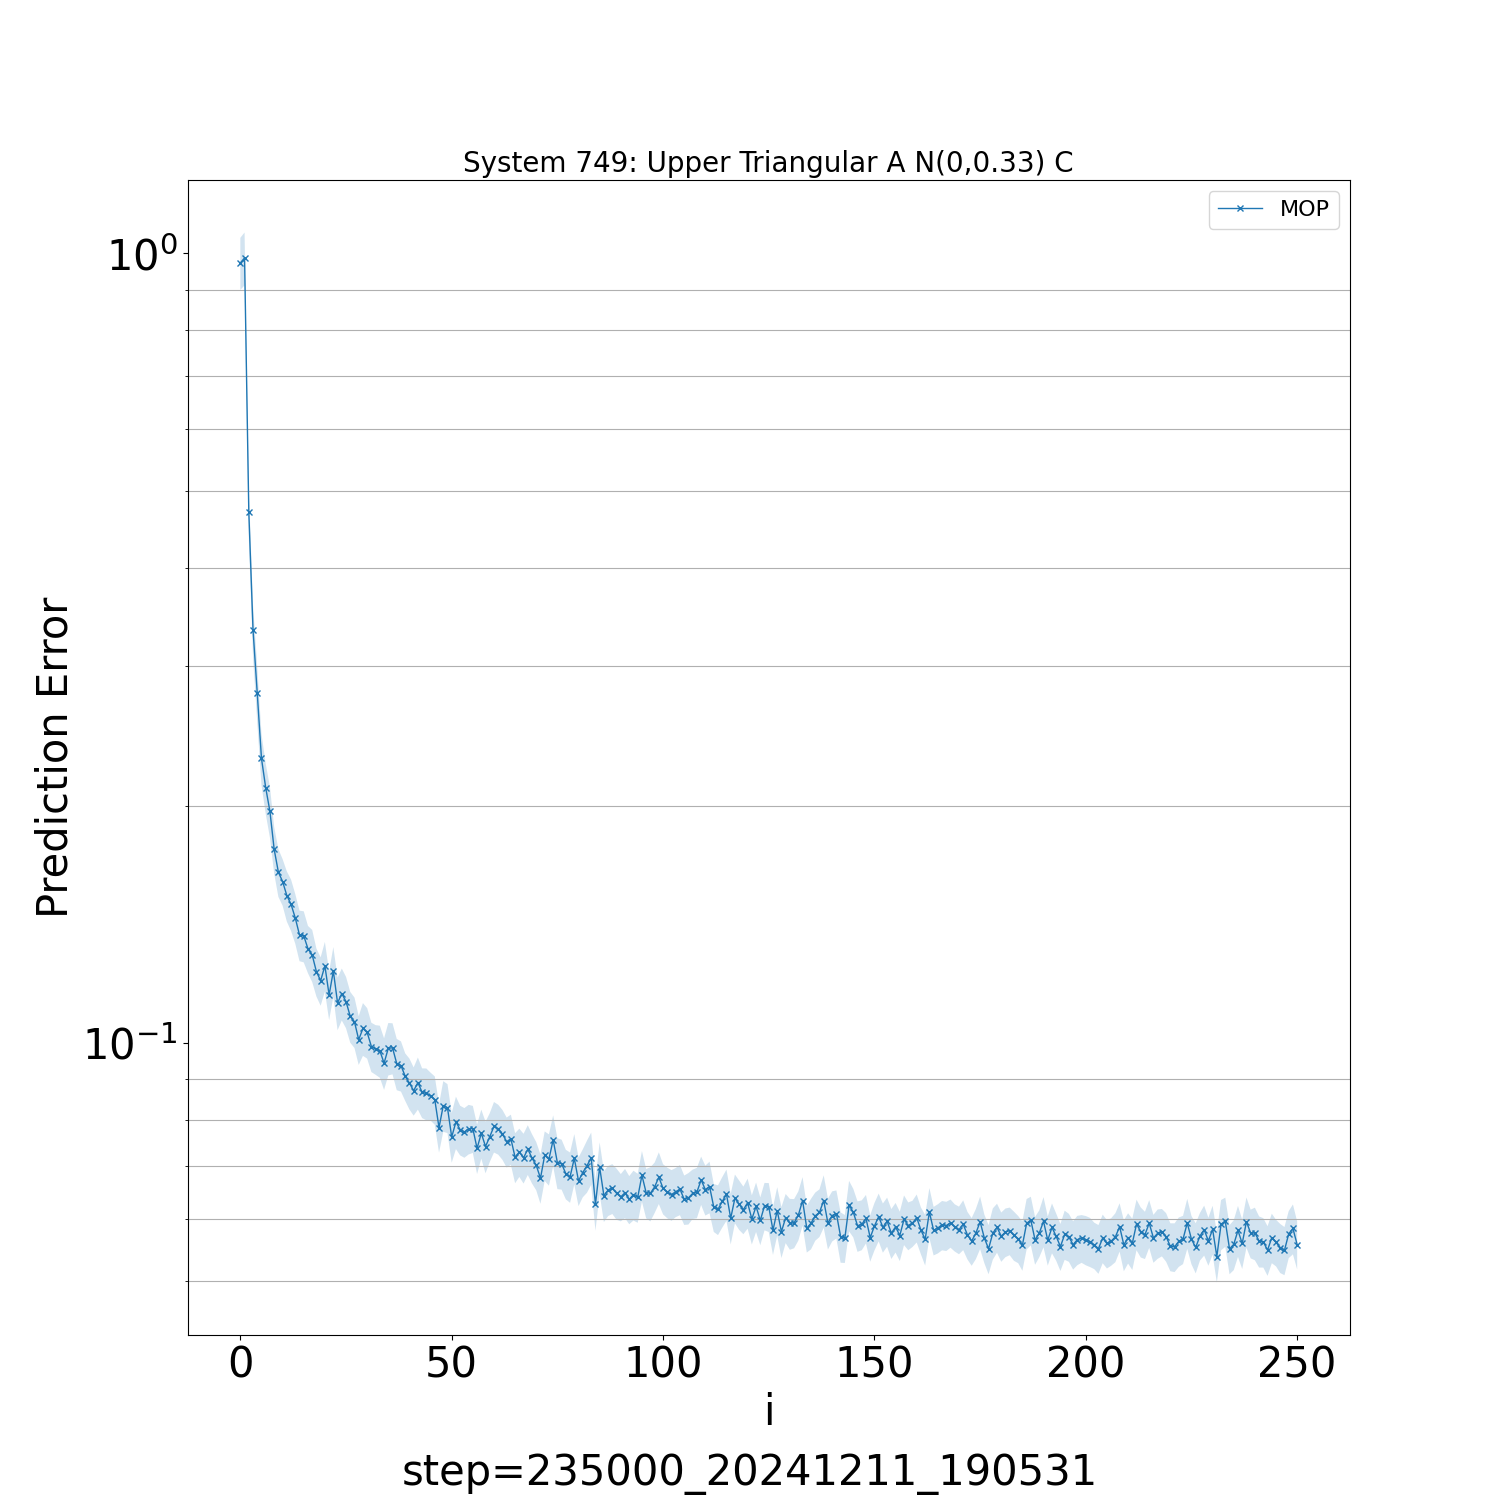 System 749: Upper Triangular A N(0,0.33) C
MOP
10⁰
10⁻¹
Prediction Error
0 50 100 150 200 250
i
step=235000_20241211_190531